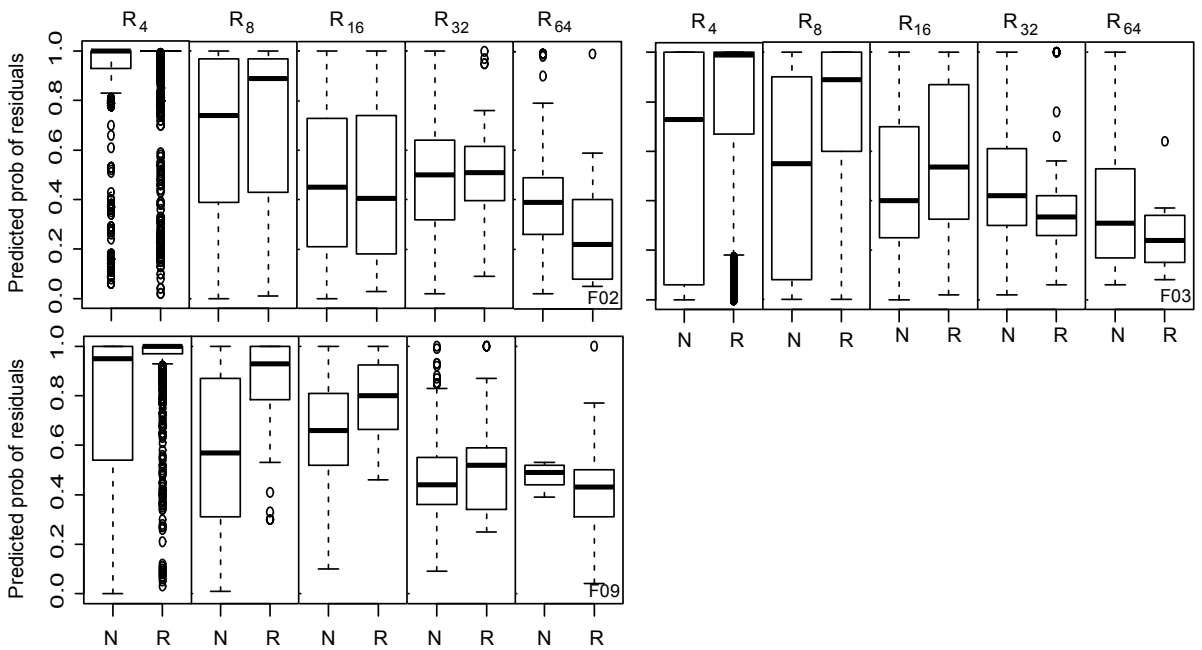 R4 R8 R16 R32 R64
Predicted prob of residuals
1.0
0.8
0.6
0.4
0.2
0.0
F02
R4 R8 R16 R32 R64
F03
N R N R N R N R N R
Predicted prob of residuals
1.0
0.8
0.6
0.4
0.2
0.0
F09
N R N R N R N R N R